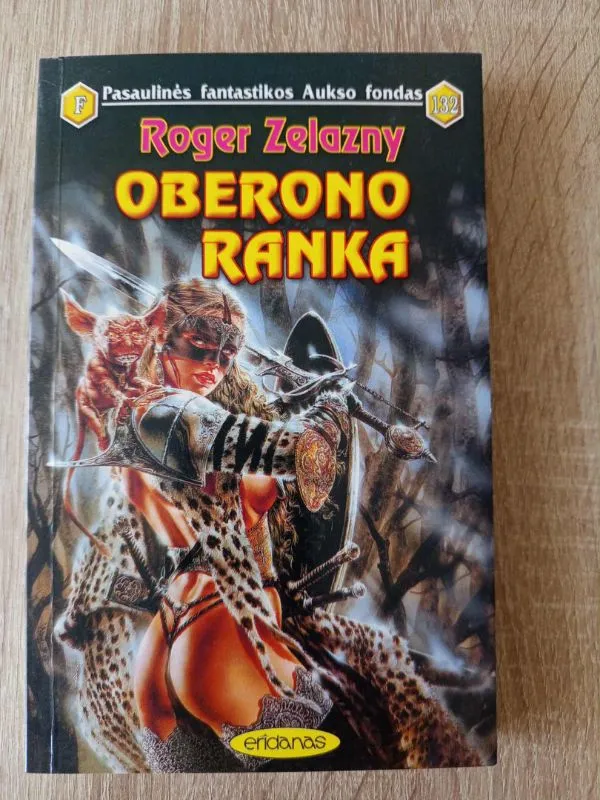 F Pasaulinės fantastikos Aukso fondas 132
Roger Zelazny
OBERONO
RANKA
eridanas